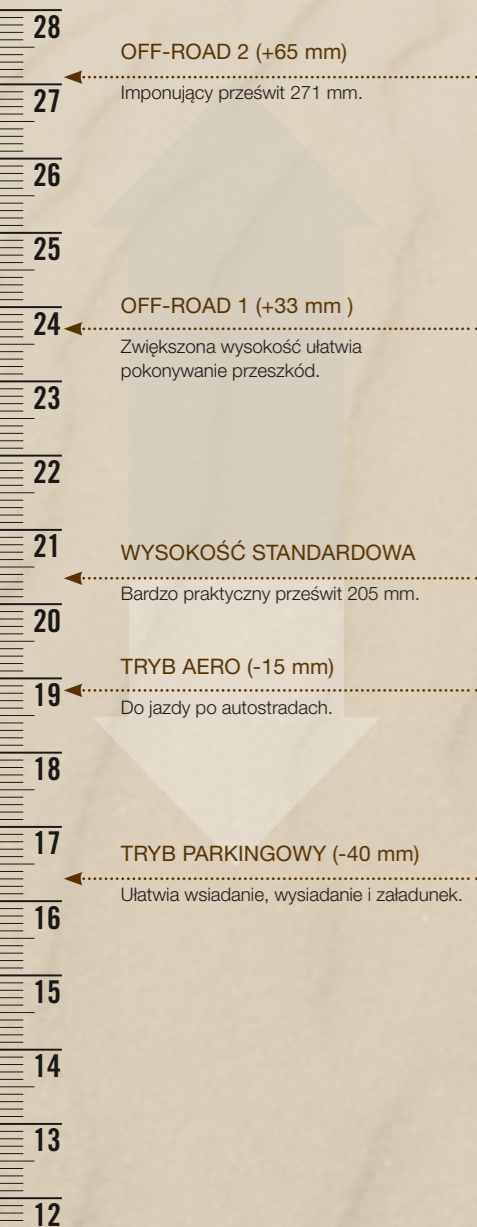 28
OFF-ROAD 2 (+65 mm)
27
Imponujący prześwit 271 mm.
26
25
OFF-ROAD 1 (+33 mm )
24
Zwiększona wysokość ułatwia
pokonywanie przeszkód.
23
22
21
WYSOKOŚĆ STANDARDOWA
Bardzo praktyczny prześwit 205 mm.
20
TRYB AERO (-15 mm)
19
Do jazdy po autostradach.
18
17
TRYB PARKINGOWY (-40 mm)
Ułatwia wsiadanie, wysiadanie i załadunek.
16
15
14
13
12